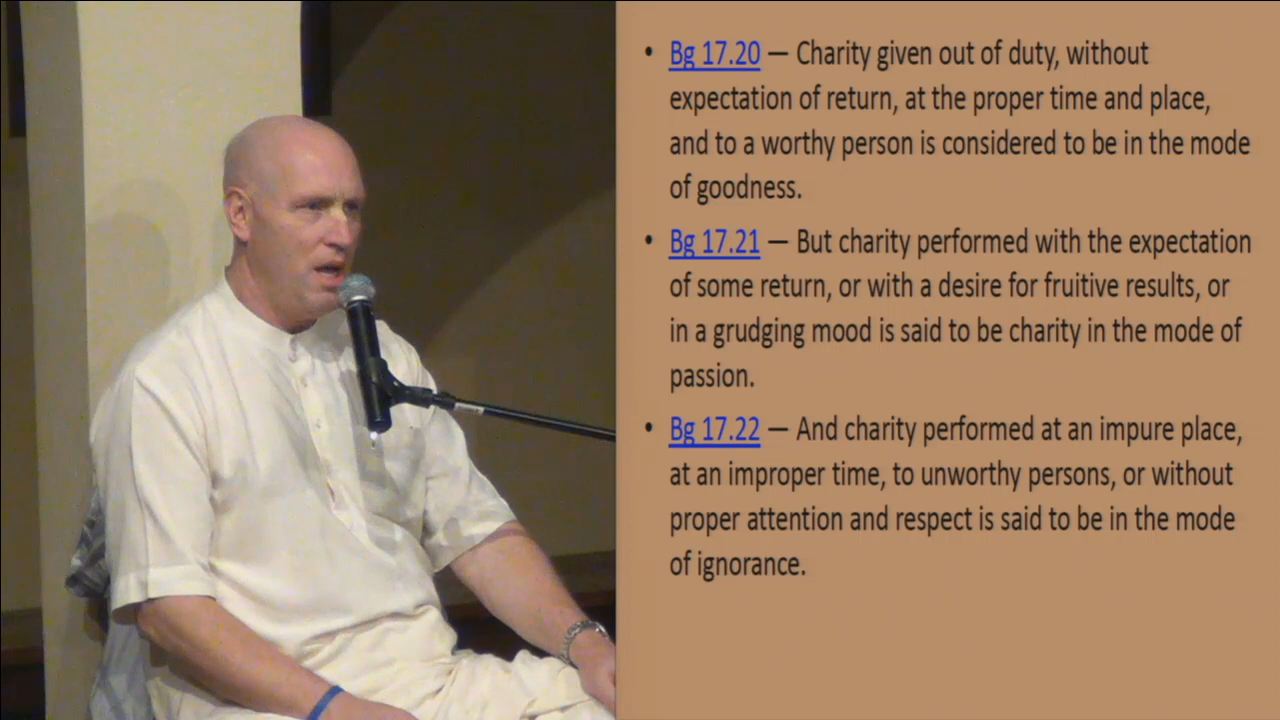 • Bg 17.20 — Charity given out of duty, without
expectation of return, at the proper time and place,
and to a worthy person is considered to be in the mode
of goodness.
• Bg 17.21 — But charity performed with the expectation
of some return, or with a desire for fruitive results, or
in a grudging mood is said to be charity in the mode of
passion.
• Bg 17.22 — And charity performed at an impure place,
at an improper time, to unworthy persons, or without
proper attention and respect is said to be in the mode
of ignorance.